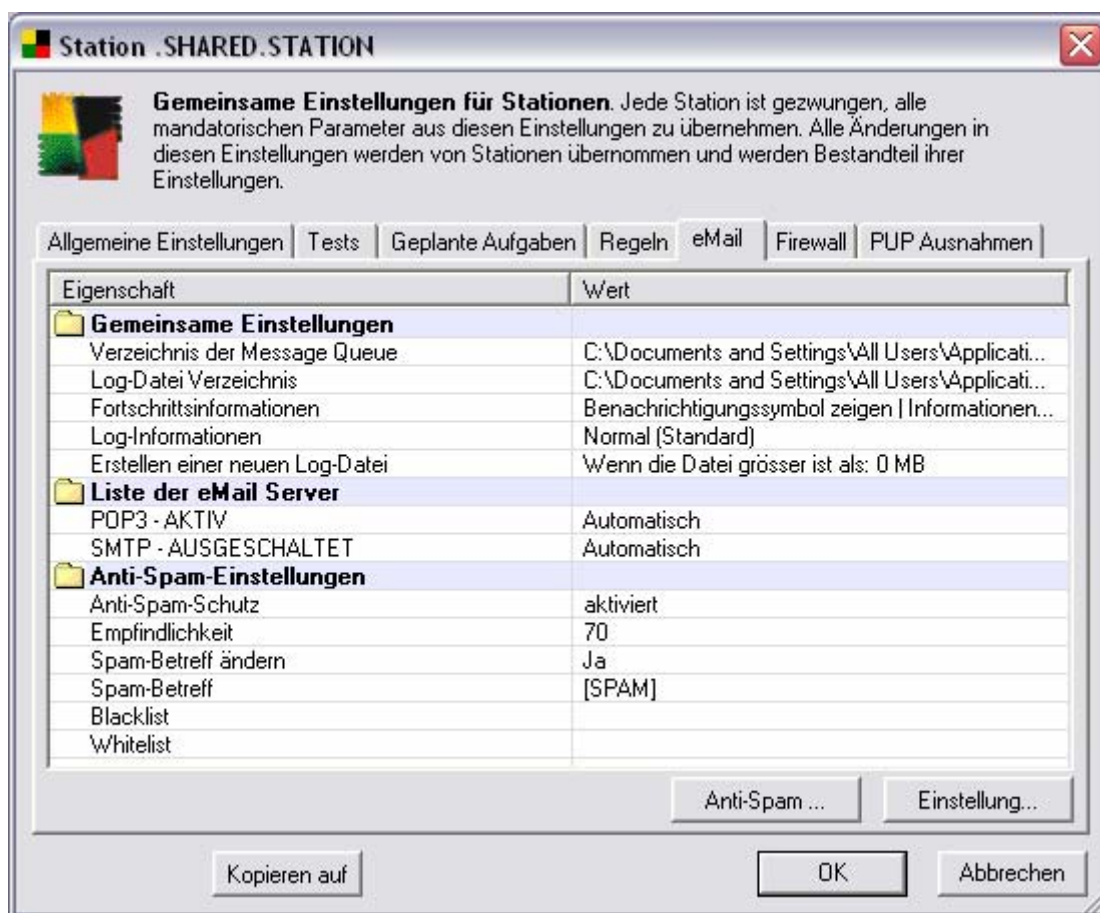 Station .SHARED.STATION
Gemeinsame Einstellungen für Stationen. Jede Station ist gezwungen, alle
mandatorischen Parameter aus diesen Einstellungen zu übernehmen. Alle Änderungen in
diesen Einstellungen werden von Stationen übernommen und werden Bestandteil ihrer
Einstellungen.
Allgemeine Einstellungen Tests Geplante Aufgaben Regeln eMail Firewall PUP Ausnahmen
Eigenschaft Wert
Gemeinsame Einstellungen
Verzeichnis der Message Queue C:\Documents and Settings\All Users\Applicati...
Log-Datei Verzeichnis C:\Documents and Settings\All Users\Applicati...
Fortschrittsinformationen Benachrichtigungssymbol zeigen | Informationen...
Log-Informationen Normal (Standard)
Erstellen einer neuen Log-Datei Wenn die Datei grösser ist als: 0 MB
Liste der eMail Server
POP3 - AKTIV Automatisch
SMTP - AUSGESCHALTET Automatisch
Anti-Spam-Einstellungen
Anti-Spam-Schutz aktiviert
Empfindlichkeit 70
Spam-Betreff ändern Ja
Spam-Betreff [SPAM]
Blacklist
Whitelist
Anti-Spam ... Einstellung...
Kopieren auf OK Abbrechen